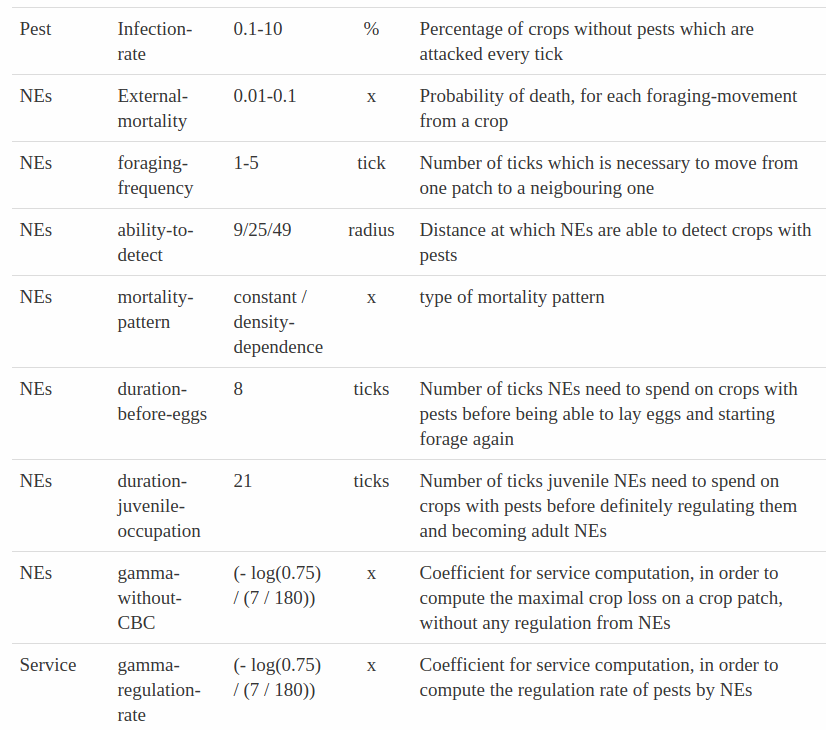 Pest Infection- 0.1-10 % Percentage of crops without pests which are
rate attacked every tick
NEs External- 0.01-0.1 x Probability of death, for each foraging-movement
mortality from a crop
NEs foraging- 1-5 tick Number of ticks which is necessary to move from
frequency one patch to a neigbouring one
NEs ability-to- 9/25/49 radius Distance at which NEs are able to detect crops with
detect pests
NEs mortality- constant / x type of mortality pattern
pattern density-
dependence
NEs duration- 8 ticks Number of ticks NEs need to spend on crops with
before-eggs pests before being able to lay eggs and starting
forage again
NEs duration- 21 ticks Number of ticks juvenile NEs need to spend on
juvenile- crops with pests before definitely regulating them
occupation and becoming adult NEs
NEs gamma- (- log(0.75) x Coefficient for service computation, in order to
without- / (7 / 180)) compute the maximal crop loss on a crop patch,
CBC without any regulation from NEs
Service gamma- (- log(0.75) x Coefficient for service computation, in order to
regulation- / (7 / 180)) compute the regulation rate of pests by NEs
rate